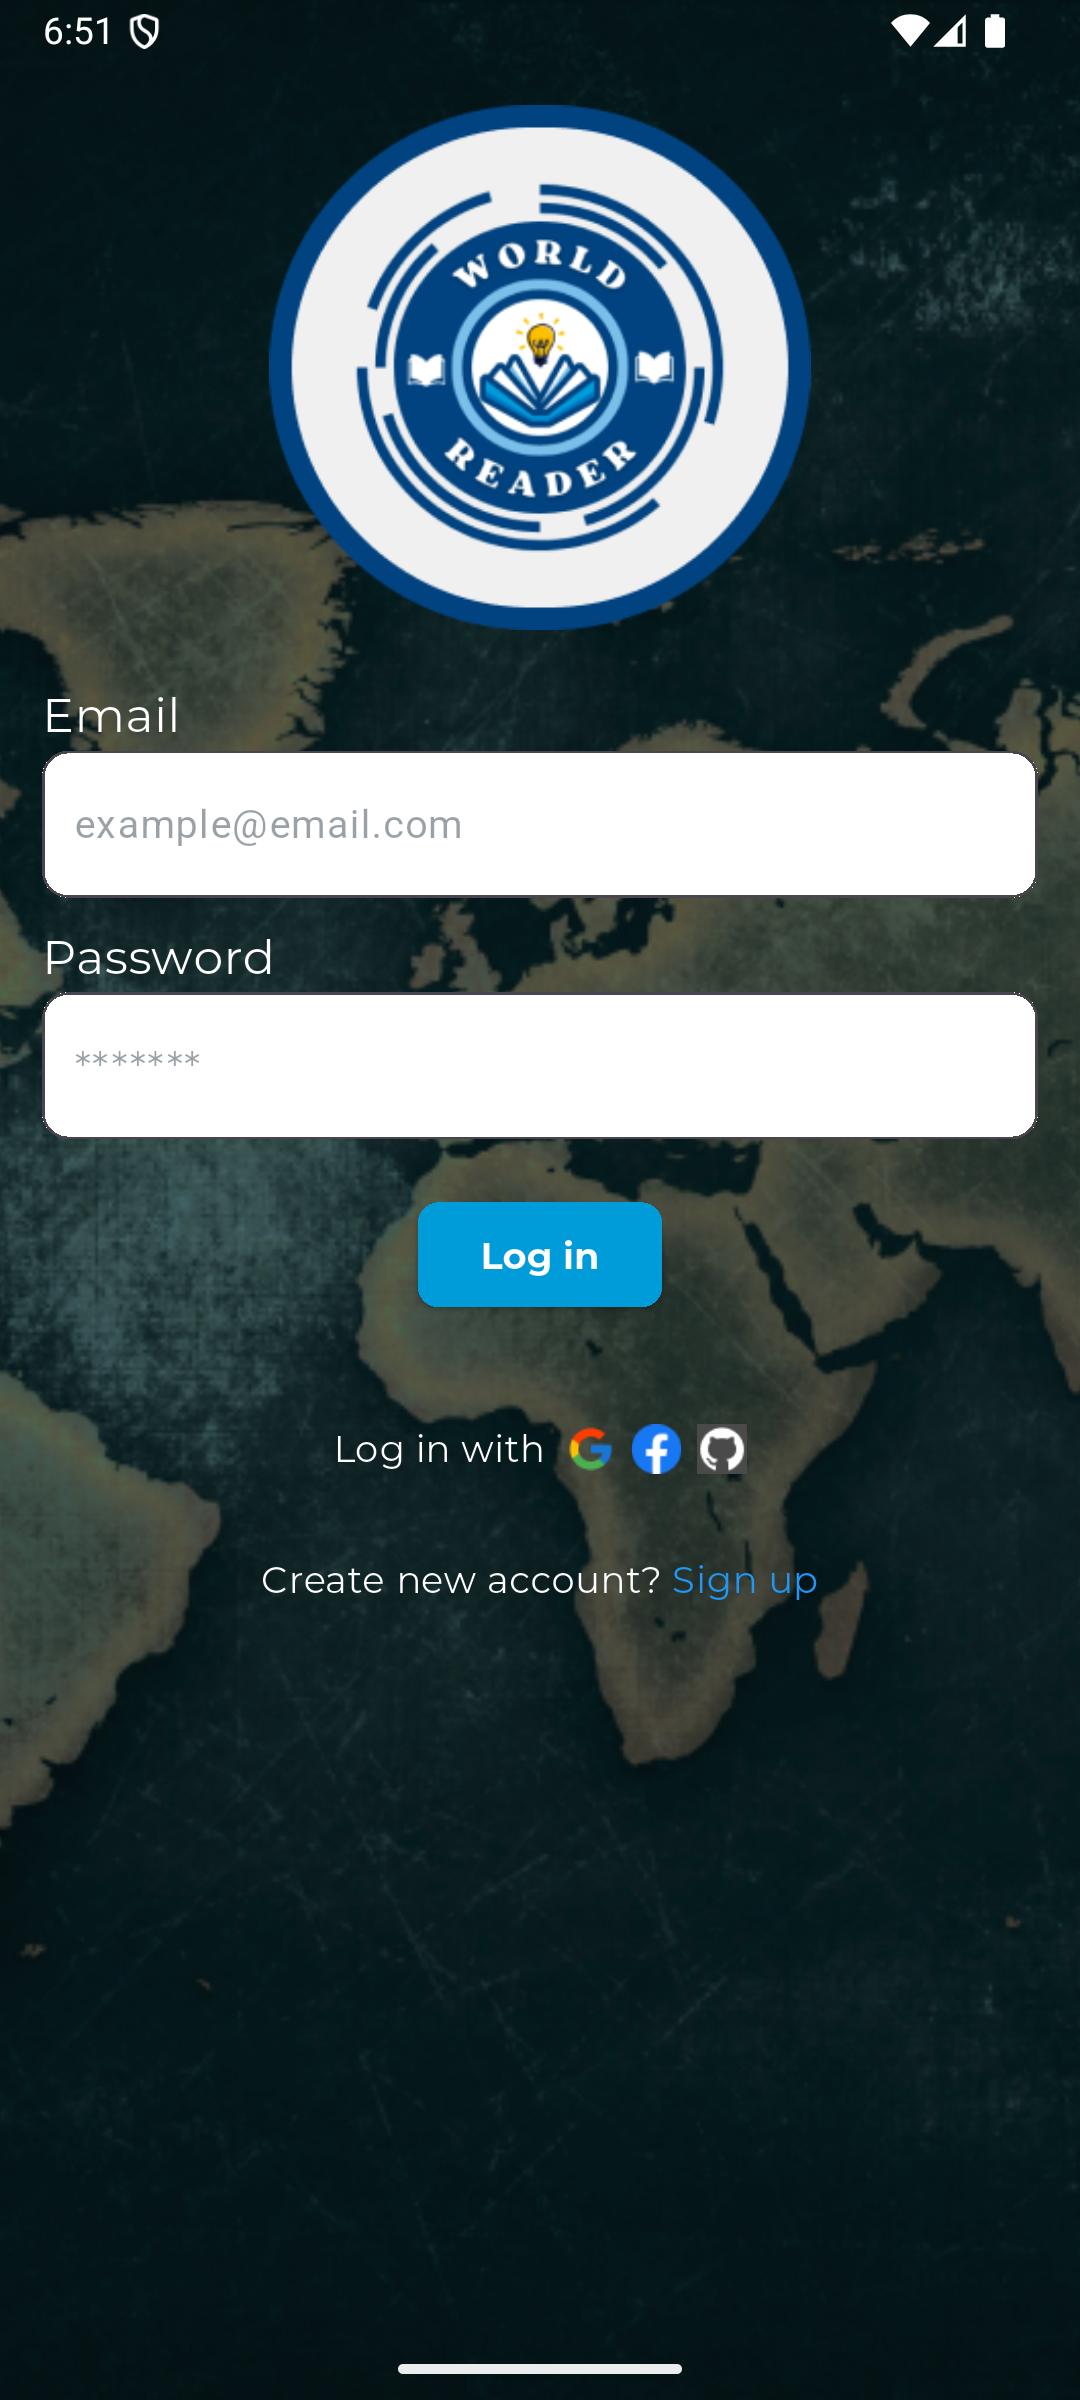 6:51
WORLD
READER
Email
example@email.com
Password
*******
Log in
Log in with
Create new account? Sign up